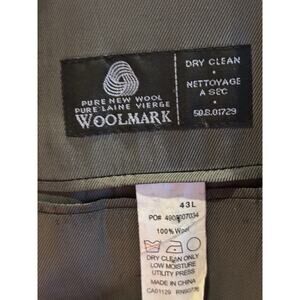 PURE NEW WOOL
PURE LAINE VIERGE
WOOLMARK
DRY CLEAN
•
NETTOYAGE
A SEC
•
43L
100% Wool
DRY CLEAN ONLY
LOW MOISTURE
UTILITY PRESS
MADE IN CHINA
CA01129